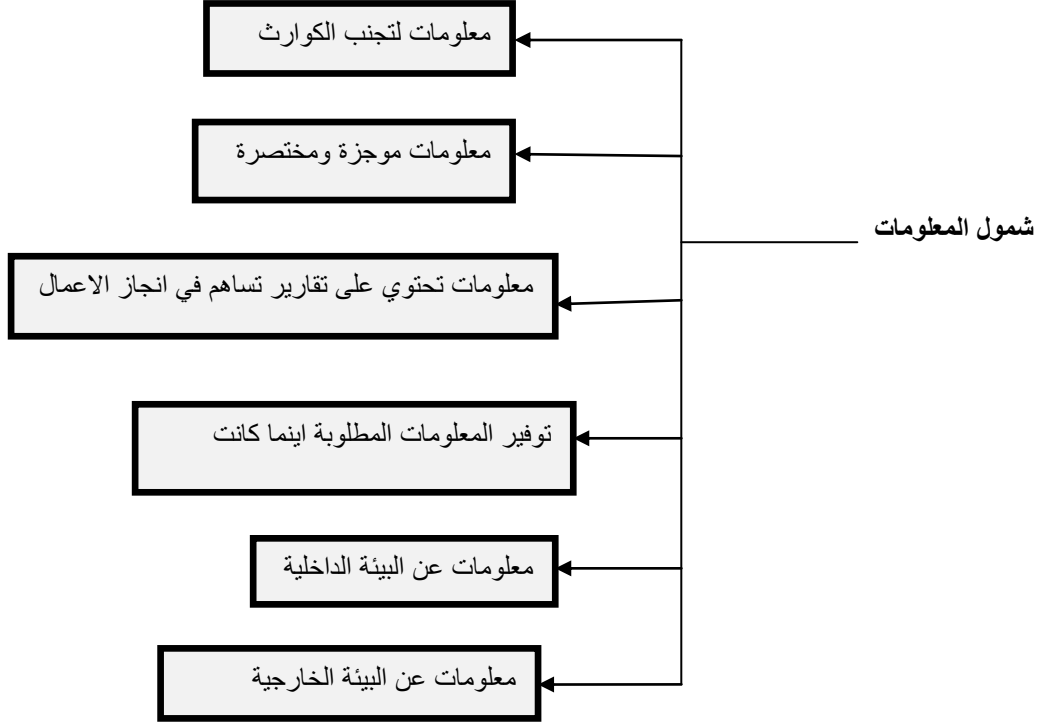 معلومات لتجنب الكوارث
معلومات موجزة ومختصرة
شمول المعلومات
معلومات تحتوي على تقارير تساهم في انجاز الاعمال
توفير المعلومات المطلوبة اينما كانت
معلومات عن البيئة الداخلية
معلومات عن البيئة الخارجية